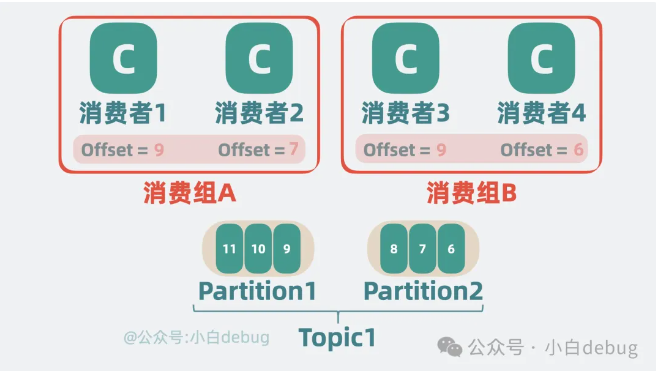 C C C C
消费者1 消费者2 消费者3 消费者4
Offset = 9 Offset = 7 Offset = 9 Offset = 6
消费组A 消费组B
11 10 9 8 7 6
Partition1 Partition2
@公众号:小白debug Topic1 公众号 · 小白debug